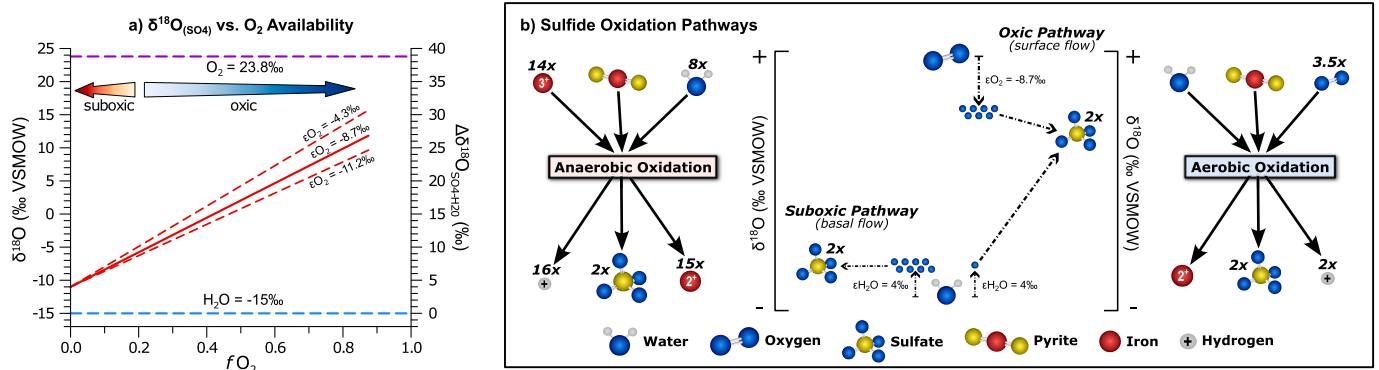 a) δ¹⁸O(SO4) vs. O₂ Availability
25
20
15
10
5
0
-5
-10
-15
δ¹⁸O (‰ VSMOW)
O₂ = 23.8‰
suboxic
oxic
εO₂ = -4.3‰
εO₂ = -8.7‰
εO₂ = -11.2‰
H₂O = -15‰
40
35
30
25
20
15
10
5
0
Δδ¹⁸O SO4-H20 (‰)
0.0
0.2
0.4
0.6
0.8
1.0
f O₂
b) Sulfide Oxidation Pathways
14x
3⁺
8x
Anaerobic Oxidation
16x
+
2x
15x
2⁺
+
δ¹⁸O (‰ VSMOW)
-
Oxic Pathway
(surface flow)
εO₂ = -8.7‰
2x
Suboxic Pathway
(basal flow)
2x
εH₂O = 4‰
εH₂O = 4‰
+
δ¹⁸O (‰ VSMOW)
-
3.5x
Aerobic Oxidation
2⁺
2x
2x
+
Water
Oxygen
Sulfate
Pyrite
Iron
+
Hydrogen